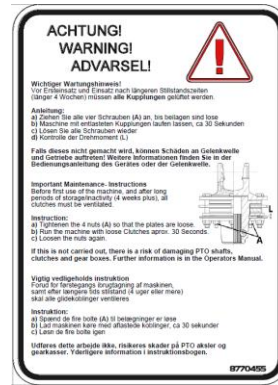 ACHTUNG!
WARNING!
ADVARSEL!
Wichtiger Wartungshinweis!
Vor Ersteinsatz und Einsatz nach längeren Stillstandszeiten
(länger 4 Wochen) müssen alle Kupplungen gelüftet werden.
Anleitung:
a) Ziehen Sie alle vier Schrauben (A) an, bis belagen sind lose
b) Maschine mit entlasteten Kupplungen laufen lassen, ca 30 Sekunden
c) Lösen Sie alle Schrauben wieder
d) Kontrolle der Drehmoment (L)
Falls dieses nicht gemacht wird, können Schäden an Gelenkwelle
und Getriebe auftreten! Weitere Informationen finden Sie in der
Bedienungsanleitung des Gerätes oder der Gelenkwelle.
Important Maintenance- Instructions
Before first use of the machine, and after long
periods of storage/inactivity (4 weeks plus), all
clutches must be ventilated.
Instruction:
a) Tighten the 4 nuts (A) so that the plates are loose
b) Run the machine with loose Clutches aprox. 30 Seconds.
c) Loosen the nuts again.
L
A
If this is not carried out, there is a risk of damaging PTO shafts,
clutches and gear boxes. Further information is in the Operators Manual.
Vigtig vedligeholds instruktion
Forud for førstegangs brugtagning af maskinen,
samt efter længere tids stilstand (4 uger eller mere)
skal alle glidekoblinger ventileres
Instruktion:
a) Spænd de fire bolte (A) til belægninger er løse
b) Lad maskinen køre med aflastede koblinger, ca 30 sekunder
c) Løsn de fire bolte igen
Udføres dette arbejde ikke, risikeres skader på PTO aksler og
gearkasser. Yderligere information i instruktionsbogen.
8770455